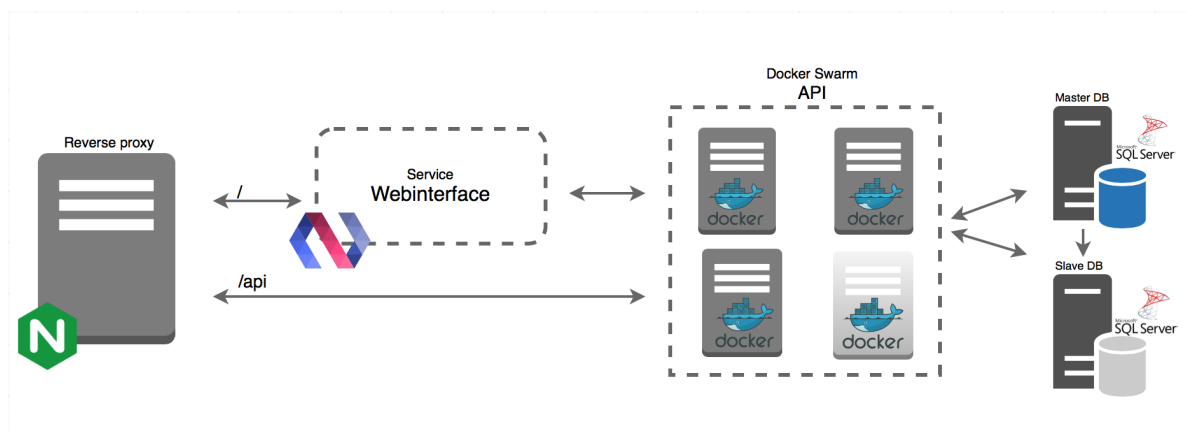 Reverse proxy
N
/
Service
Webinterface
/api
Docker Swarm
API
docker
docker
docker
docker
Master DB
Microsoft
SQL Server
Slave DB
Microsoft
SQL Server